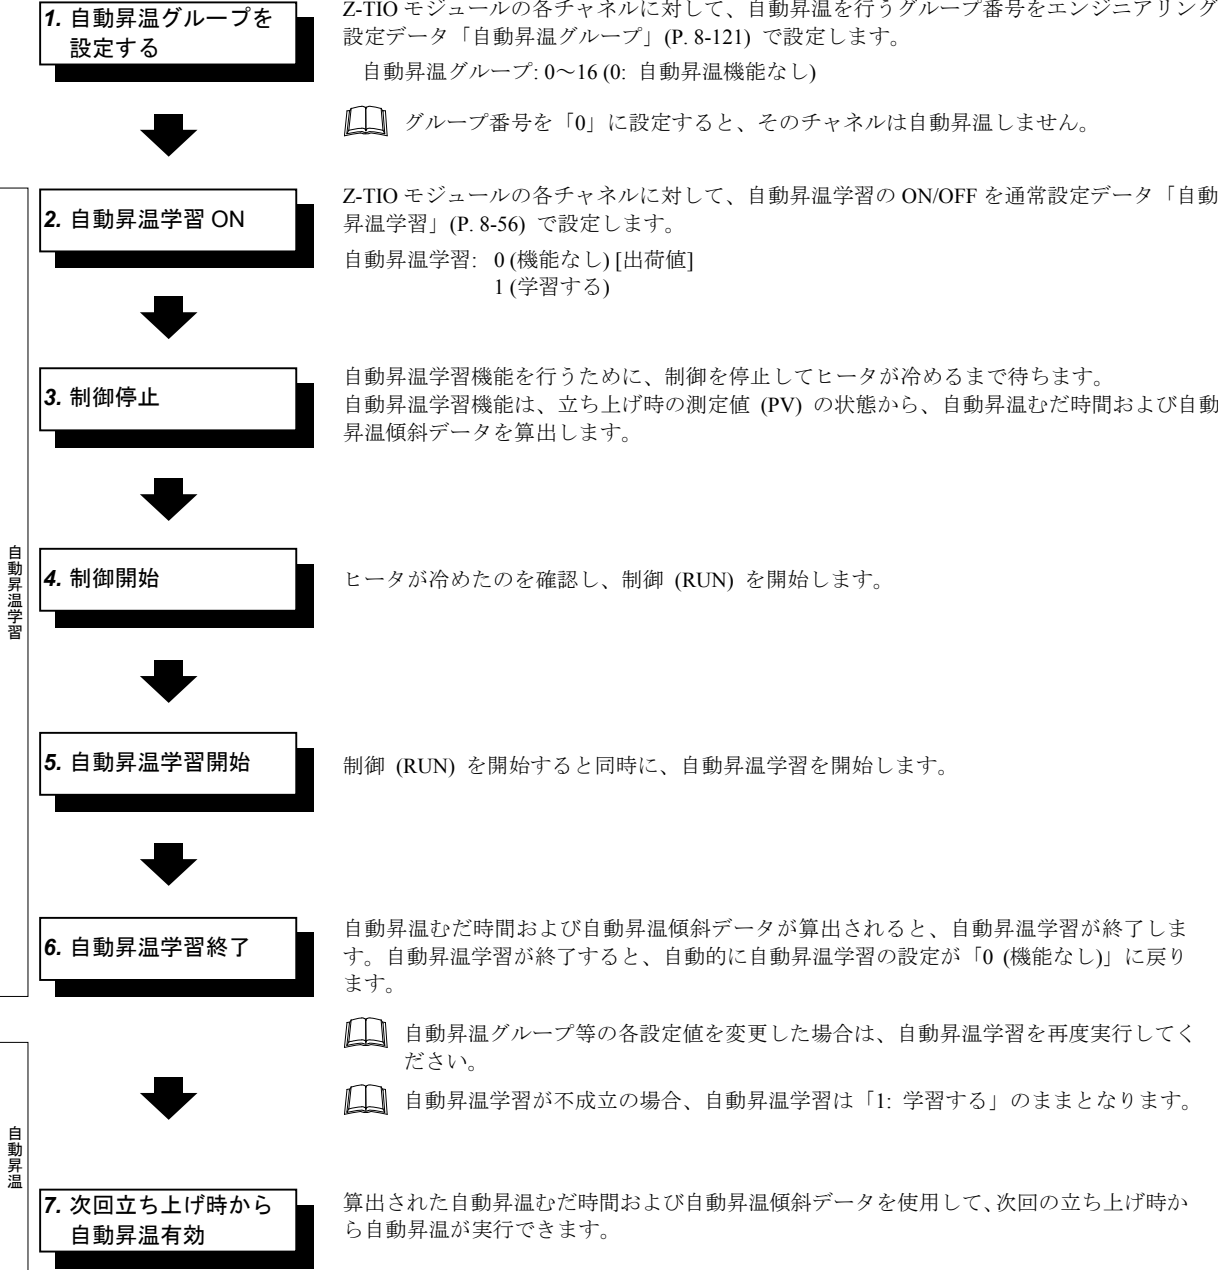 1. 自動昇温グループを
設定する
Z-TIO モジュールの各チャネルに対して、自動昇温を行うグループ番号をエンジニアリング
設定データ「自動昇温グループ」(P. 8-121) で設定します。
自動昇温グループ: 0～16 (0: 自動昇温機能なし)
グループ番号を「0」に設定すると、そのチャネルは自動昇温しません。
自動昇温学習
2. 自動昇温学習 ON
Z-TIO モジュールの各チャネルに対して、自動昇温学習の ON/OFF を通常設定データ「自動
昇温学習」(P. 8-56) で設定します。
自動昇温学習: 0 (機能なし) [出荷値]
1 (学習する)
3. 制御停止
自動昇温学習機能を行うために、制御を停止してヒータが冷めるまで待ちます。
自動昇温学習機能は、立ち上げ時の測定値 (PV) の状態から、自動昇温むだ時間および自動
昇温傾斜データを算出します。
4. 制御開始
ヒータが冷めたのを確認し、制御 (RUN) を開始します。
5. 自動昇温学習開始
制御 (RUN) を開始すると同時に、自動昇温学習を開始します。
6. 自動昇温学習終了
自動昇温むだ時間および自動昇温傾斜データが算出されると、自動昇温学習が終了しま
す。自動昇温学習が終了すると、自動的に自動昇温学習の設定が「0 (機能なし)」に戻り
ます。
自動昇温グループ等の各設定値を変更した場合は、自動昇温学習を再度実行してく
ださい。
自動昇温学習が不成立の場合、自動昇温学習は「1: 学習する」のままとなります。
自動昇温
7. 次回立ち上げ時から
自動昇温有効
算出された自動昇温むだ時間および自動昇温傾斜データを使用して、次回の立ち上げ時か
ら自動昇温が実行できます。